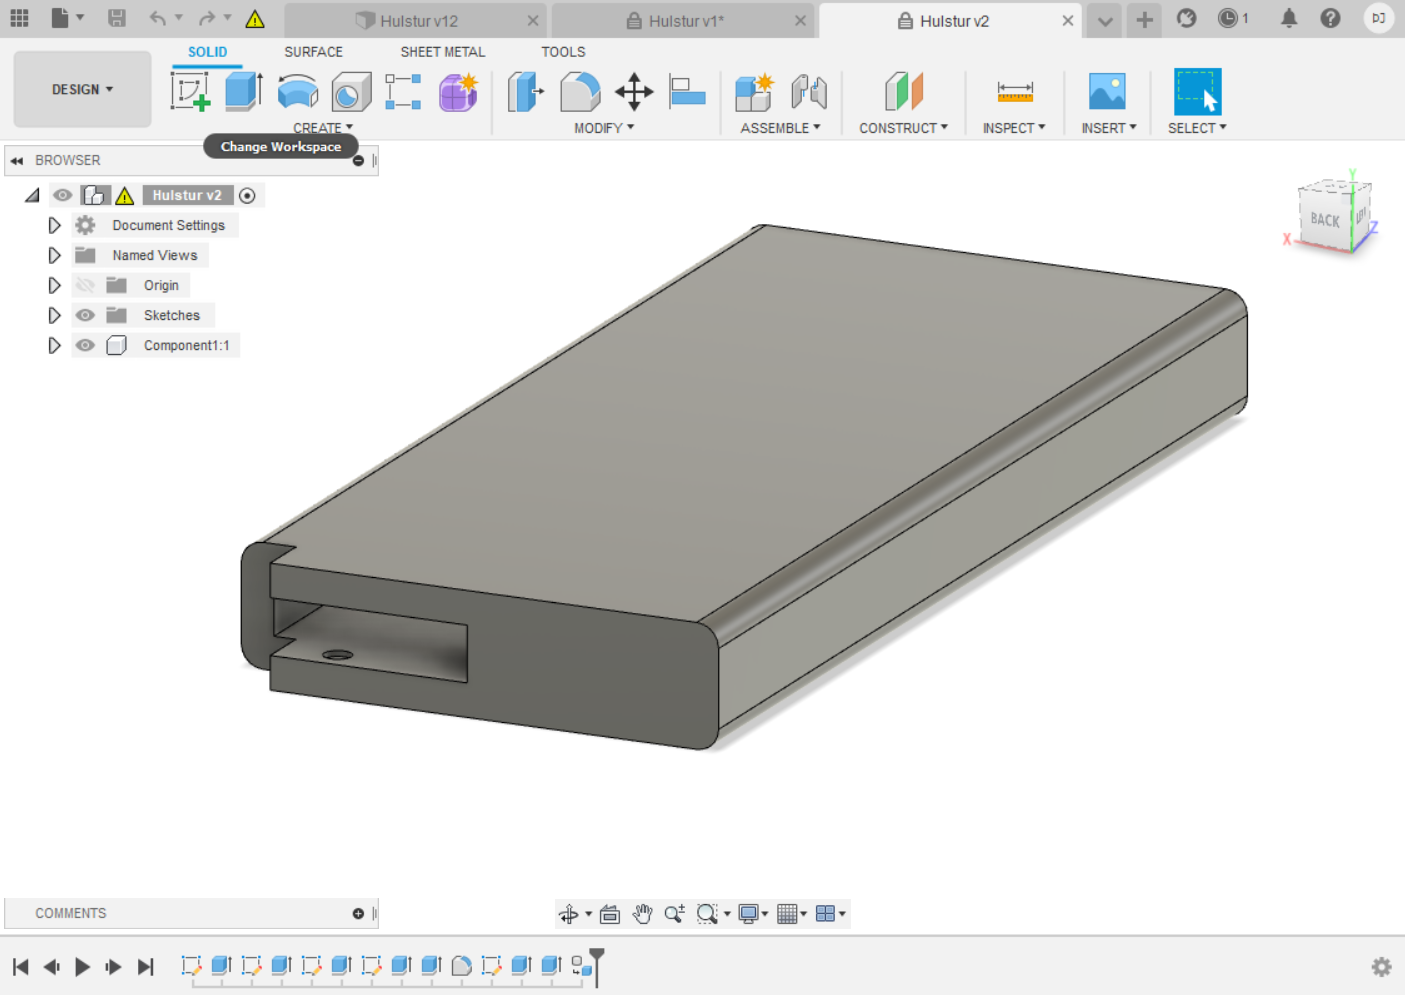 Hulstur v12
Hulstur v1*
Hulstur v2
1
DJ
DESIGN
SOLID
SURFACE
SHEET METAL
TOOLS
CREATE
MODIFY
ASSEMBLE
CONSTRUCT
INSPECT
INSERT
SELECT
Change Workspace
BROWSER
Hulstur v2
Document Settings
Named Views
Origin
Sketches
Component1:1
Y
BACK
X
Z
COMMENTS